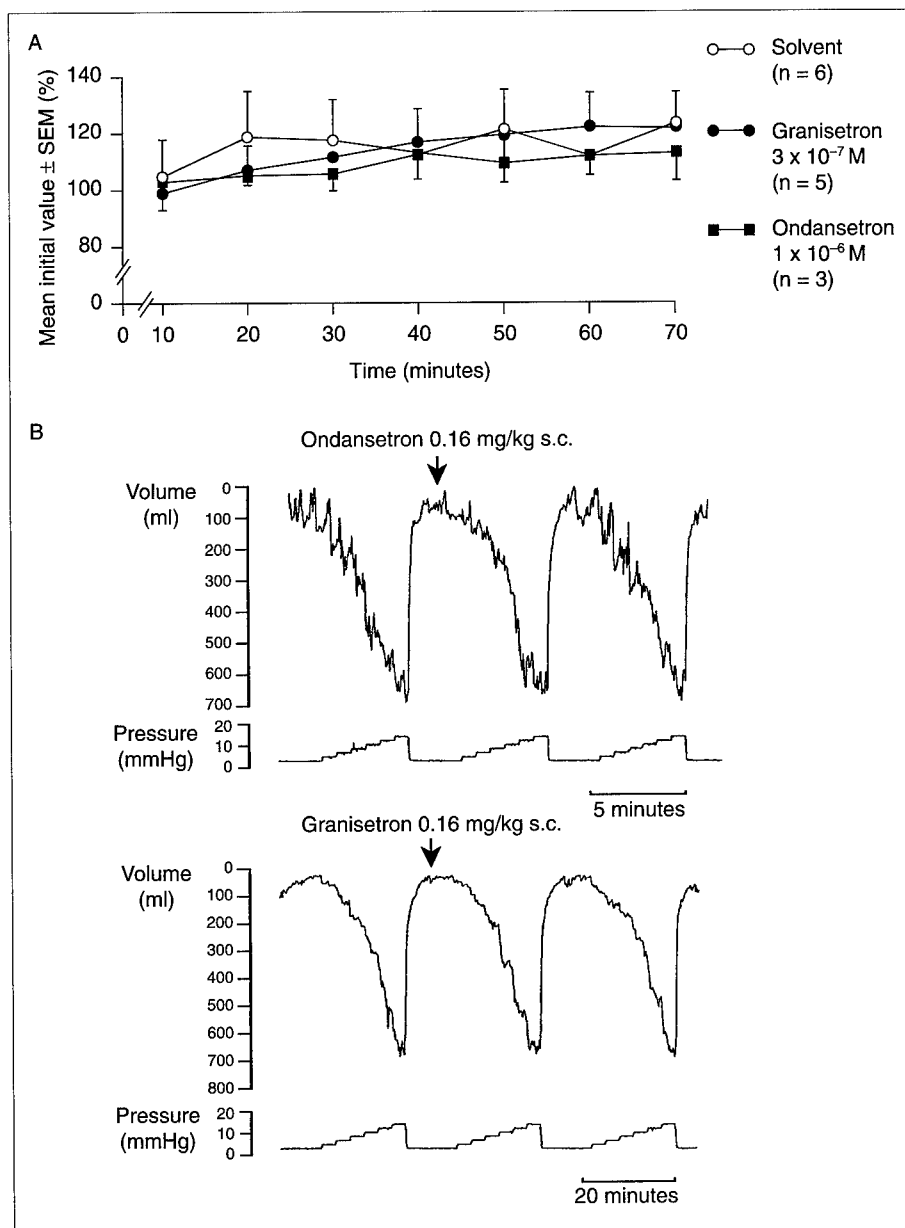 A
Mean initial value ± SEM (%)
140
120
100
80
0
0
10
20
30
40
50
60
70
Time (minutes)
Solvent
(n = 6)
Granisetron
3 x 10⁻⁷ M
(n = 5)
Ondansetron
1 x 10⁻⁶ M
(n = 3)
B
Ondansetron 0.16 mg/kg s.c.
Volume
(ml)
0
100
200
300
400
500
600
700
Pressure
(mmHg)
20
10
0
5 minutes
Granisetron 0.16 mg/kg s.c.
Volume
(ml)
0
100
200
300
400
500
600
700
800
Pressure
(mmHg)
20
10
0
20 minutes